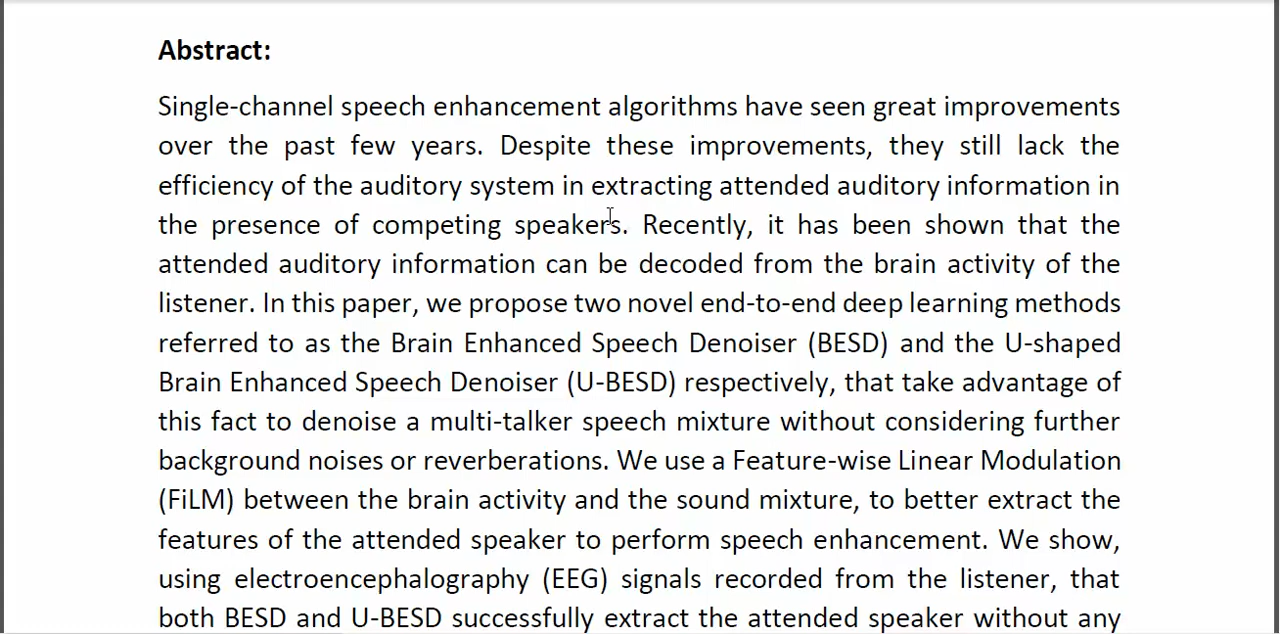 Abstract:
Single-channel speech enhancement algorithms have seen great improvements
over the past few years. Despite these improvements, they still lack the
efficiency of the auditory system in extracting attended auditory information in
the presence of competing speakers. Recently, it has been shown that the
attended auditory information can be decoded from the brain activity of the
listener. In this paper, we propose two novel end-to-end deep learning methods
referred to as the Brain Enhanced Speech Denoiser (BESD) and the U-shaped
Brain Enhanced Speech Denoiser (U-BESD) respectively, that take advantage of
this fact to denoise a multi-talker speech mixture without considering further
background noises or reverberations. We use a Feature-wise Linear Modulation
(FiLM) between the brain activity and the sound mixture, to better extract the
features of the attended speaker to perform speech enhancement. We show,
using electroencephalography (EEG) signals recorded from the listener, that
both BESD and U-BESD successfully extract the attended speaker without any